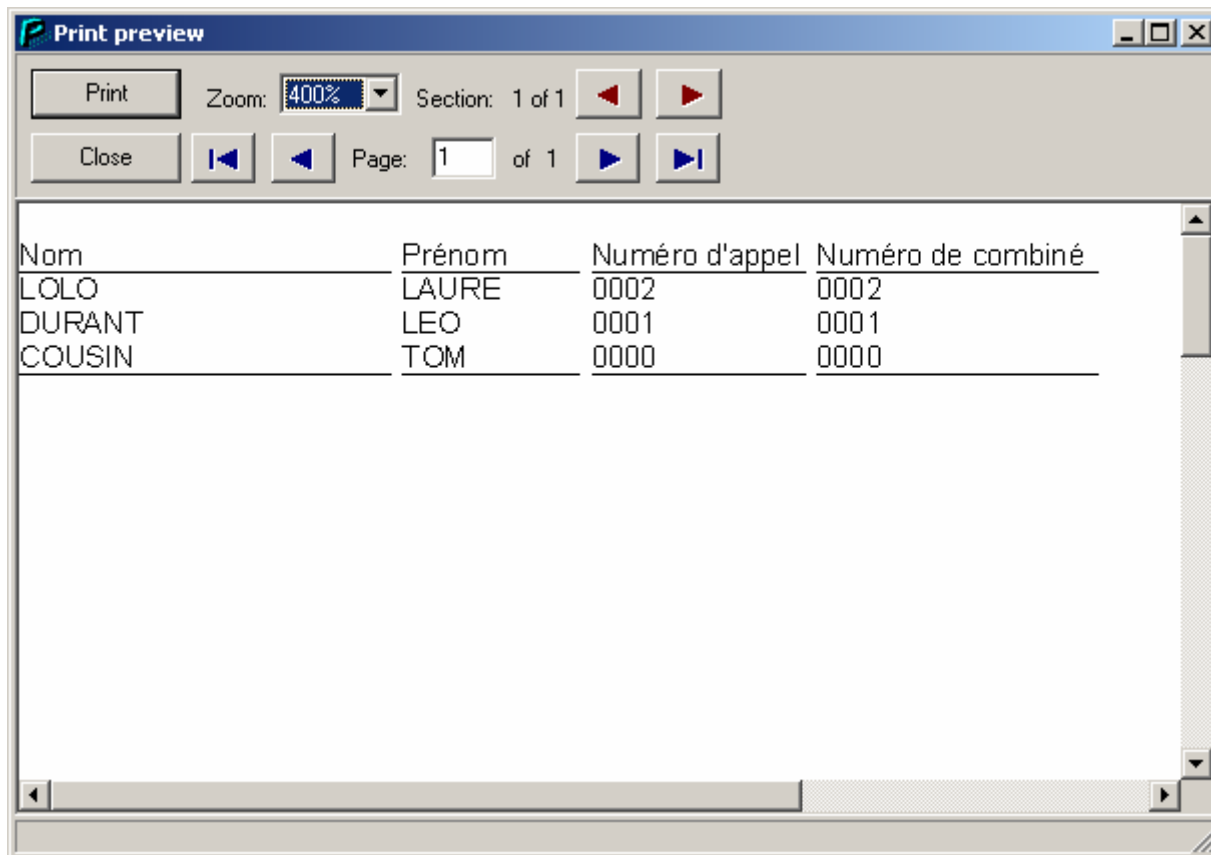 Print preview
Print Zoom: 400% Section: 1 of 1
Close Page: 1 of 1
Nom Prénom Numéro d'appel Numéro de combiné
LOLO LAURE 0002 0002
DURANT LEO 0001 0001
COUSIN TOM 0000 0000